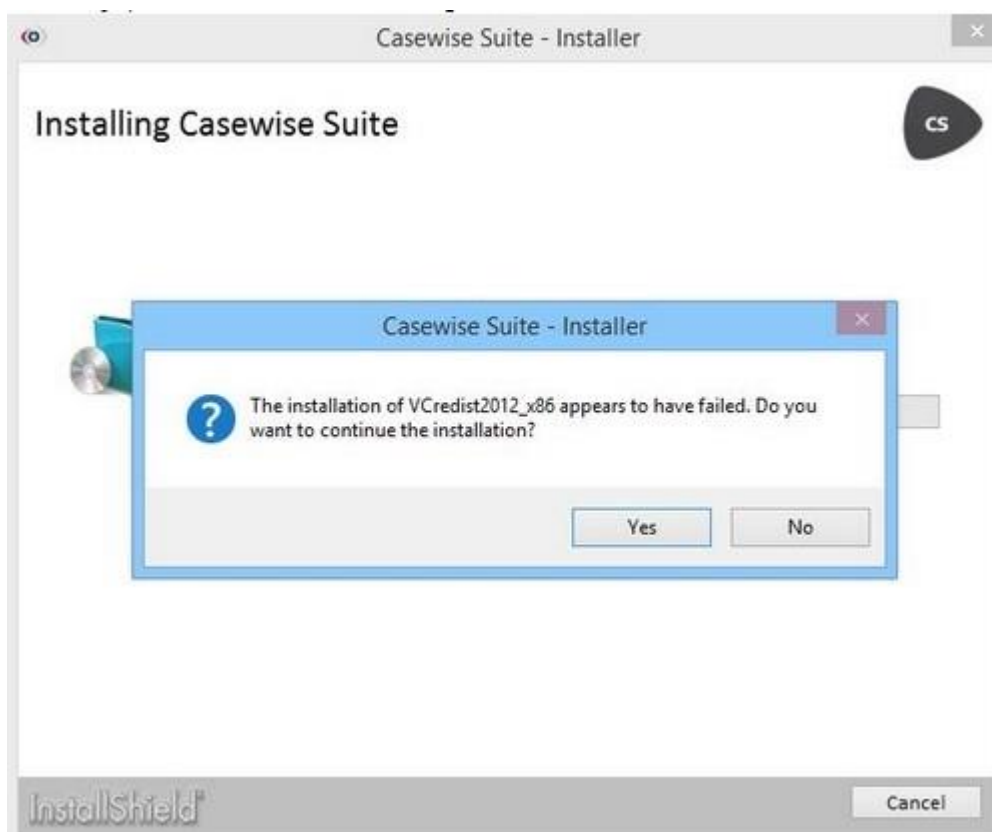 Casewise Suite - Installer
Installing Casewise Suite
CS
Casewise Suite - Installer
The installation of VCredist2012_x86 appears to have failed. Do you
want to continue the installation?
Yes No
InstallShield
Cancel